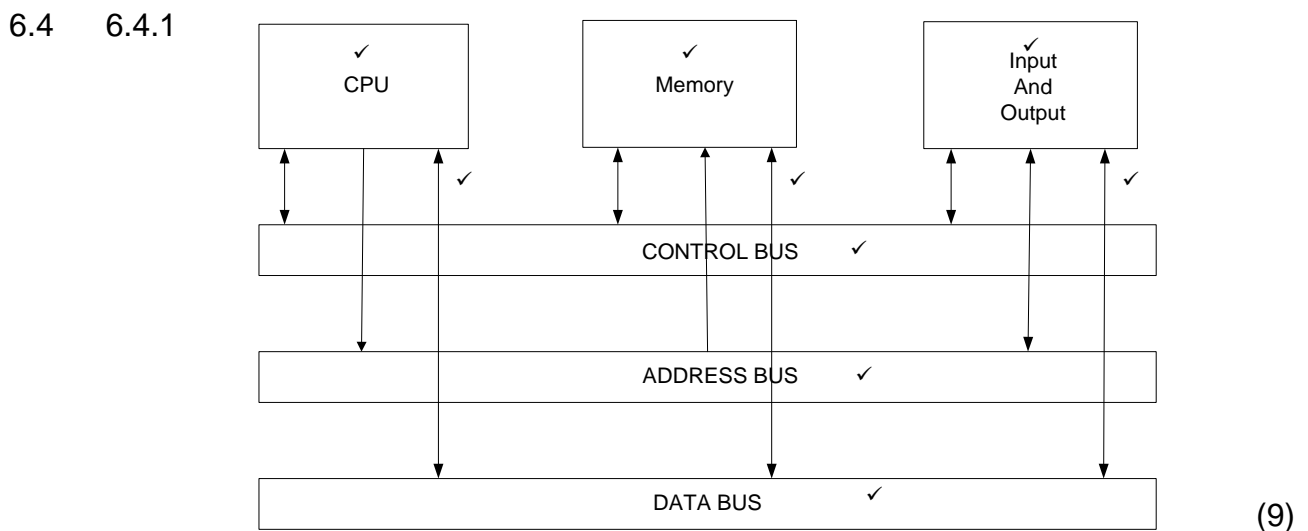 6.4 6.4.1
✓ ✓ ✓
CPU Memory Input
And
Output
✓ ✓ ✓
CONTROL BUS ✓
ADDRESS BUS ✓
DATA BUS ✓
(9)